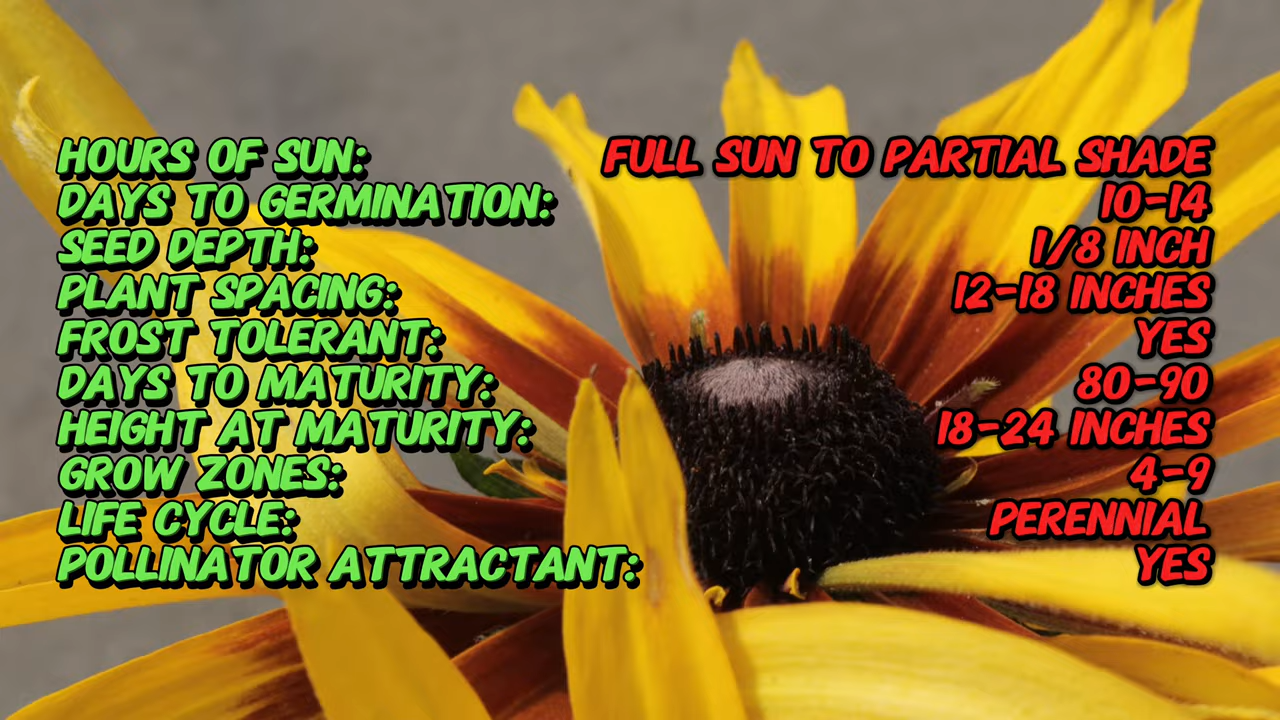 HOURS OF SUN: FULL SUN TO PARTIAL SHADE
DAYS TO GERMINATION: 10-14
SEED DEPTH: 1/8 INCH
PLANT SPACING: 12-18 INCHES
FROST TOLERANT: YES
DAYS TO MATURITY: 80-90
HEIGHT AT MATURITY: 18-24 INCHES
GROW ZONES: 4-9
LIFE CYCLE: PERENNIAL
POLLINATOR ATTRACTANT: YES